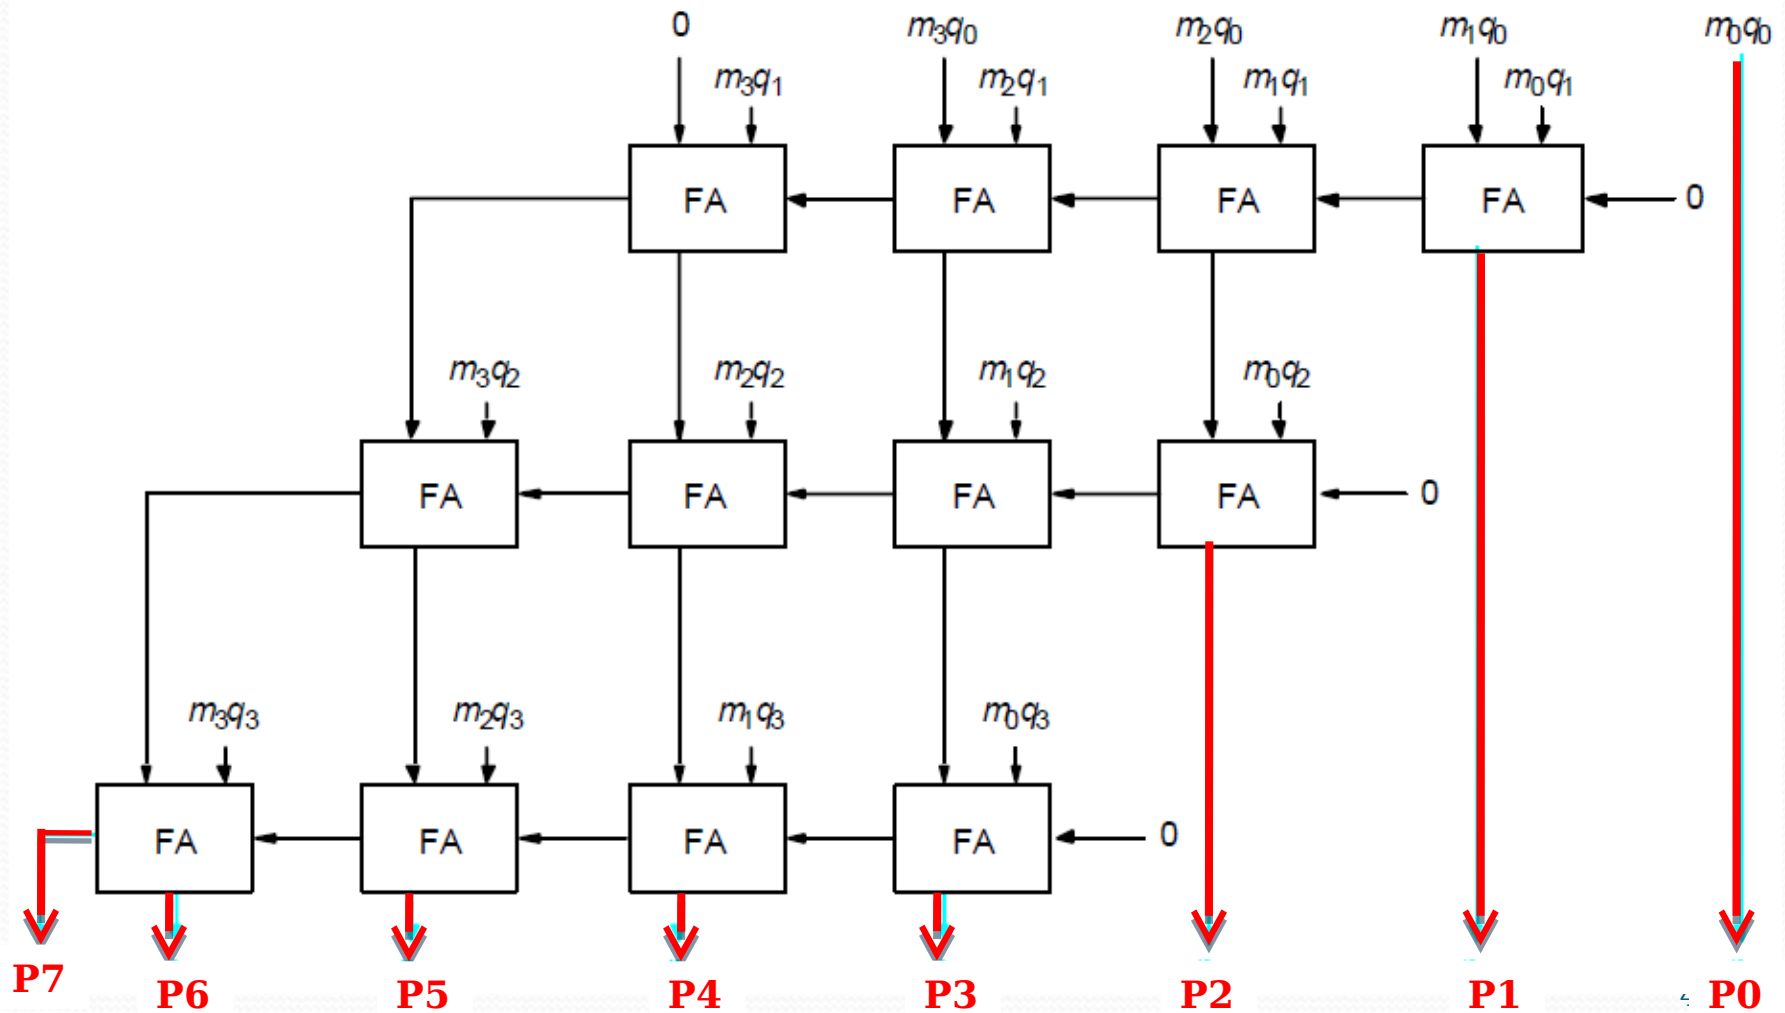 0 m₃q₀ m₂q₀ m₁q₀ m₀q₀
m₃q₁ m₂q₁ m₁q₁ m₀q₁
FA FA FA FA 0
m₃q₂ m₂q₂ m₁q₂ m₀q₂
FA FA FA FA 0
m₃q₃ m₂q₃ m₁q₃ m₀q₃
FA FA FA FA 0
P7 P6 P5 P4 P3 P2 P1 P0